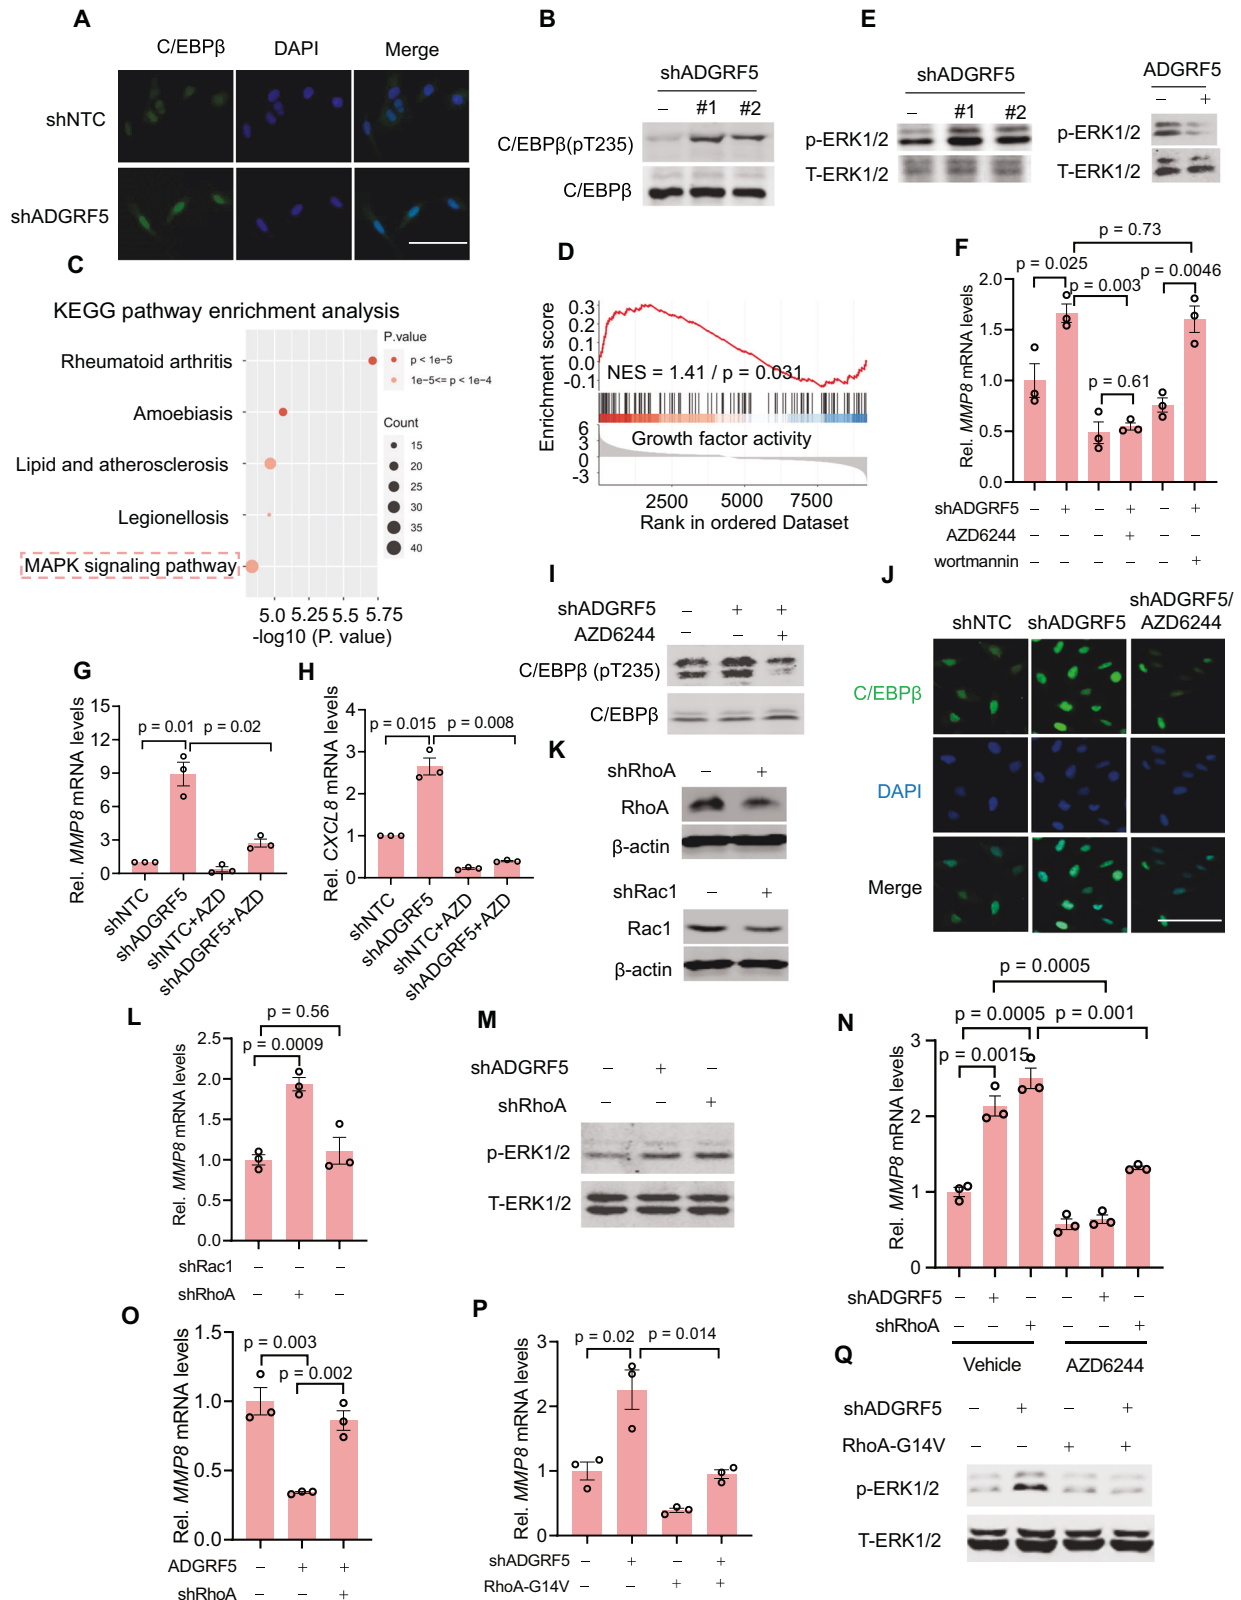 A
C/EBPβ DAPI Merge
shNTC
shADGRF5
B
shADGRF5
– #1 #2
C/EBPβ(pT235)
C/EBPβ
E
shADGRF5
– #1 #2
p-ERK1/2
T-ERK1/2
ADGRF5
– +
p-ERK1/2
T-ERK1/2
C
KEGG pathway enrichment analysis
Rheumatoid arthritis
Amoebiasis
Lipid and atherosclerosis
Legionellosis
MAPK signaling pathway
5.0 5.25 5.5 5.75
-log10 (P. value)
P.value
p < 1e−5
1e−5<= p < 1e−4
Count
15
20
25
30
35
40
D
Enrichment score
0.3
0.2
0.1
0.0
-0.1
NES = 1.41 / p = 0.031
6
3
0
-3
Growth factor activity
2500 5000 7500
Rank in ordered Dataset
F
p = 0.73
p = 0.025
p = 0.003
p = 0.0046
p = 0.61
Rel. MMP8 mRNA levels
2.0
1.5
1.0
0.5
0.0
shADGRF5 – + – – – +
AZD6244 – – – + – –
wortmannin – – – – – +
G
Rel. MMP8 mRNA levels
15
12
9
6
3
0
p = 0.01 p = 0.02
shNTC
shADGRF5
shNTC+AZD
shADGRF5+AZD
H
Rel. CXCL8 mRNA levels
4
3
2
1
0
p = 0.015 p = 0.008
shNTC
shADGRF5
shNTC+AZD
shADGRF5+AZD
I
shADGRF5 – + +
AZD6244 – – +
C/EBPβ (pT235)
C/EBPβ
J
shNTC shADGRF5 shADGRF5/
AZD6244
C/EBPβ
DAPI
Merge
K
shRhoA – +
RhoA
β-actin
shRac1 – +
Rac1
β-actin
L
Rel. MMP8 mRNA levels
2.5
2.0
1.5
1.0
0.5
0.0
p = 0.56
p = 0.0009
shRac1 – – –
shRhoA – + –
M
shADGRF5 – + –
shRhoA – – +
p-ERK1/2
T-ERK1/2
N
Rel. MMP8 mRNA levels
3
2
1
0
p = 0.0005
p = 0.0005 p = 0.001
p = 0.0015
shADGRF5 – + – – + –
shRhoA – – + – – +
Vehicle AZD6244
O
Rel. MMP8 mRNA levels
1.5
1.0
0.5
0.0
p = 0.003
p = 0.002
ADGRF5 – + +
shRhoA – – +
P
Rel. MMP8 mRNA levels
3
2
1
0
p = 0.02 p = 0.014
shADGRF5 – + – +
RhoA-G14V – – + +
Q
shADGRF5 – + – +
RhoA-G14V – – + +
p-ERK1/2
T-ERK1/2